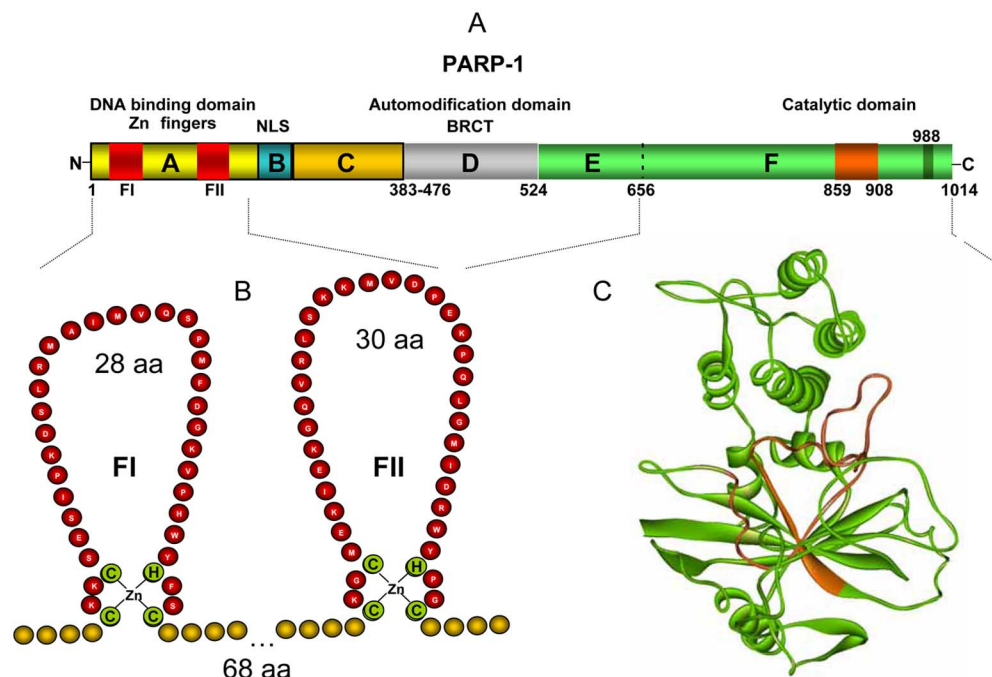 A
PARP-1
DNA binding domain
Zn fingers
NLS
Automodification domain
BRCT
Catalytic domain
988
N
A
B
C
D
E
F
C
1
FI
FII
383-476
524
656
859
908
1014
B
28 aa
FI
S E S I P K D S L R M A I M V Q S P M F D G K V P H W Y
C H
K K F S
Zn
C C
30 aa
FII
M E K I E K G Q V R L S K K M V D P E K P Q L G M I D R W Y
C H
G K P G
Zn
C C
...
68 aa
C